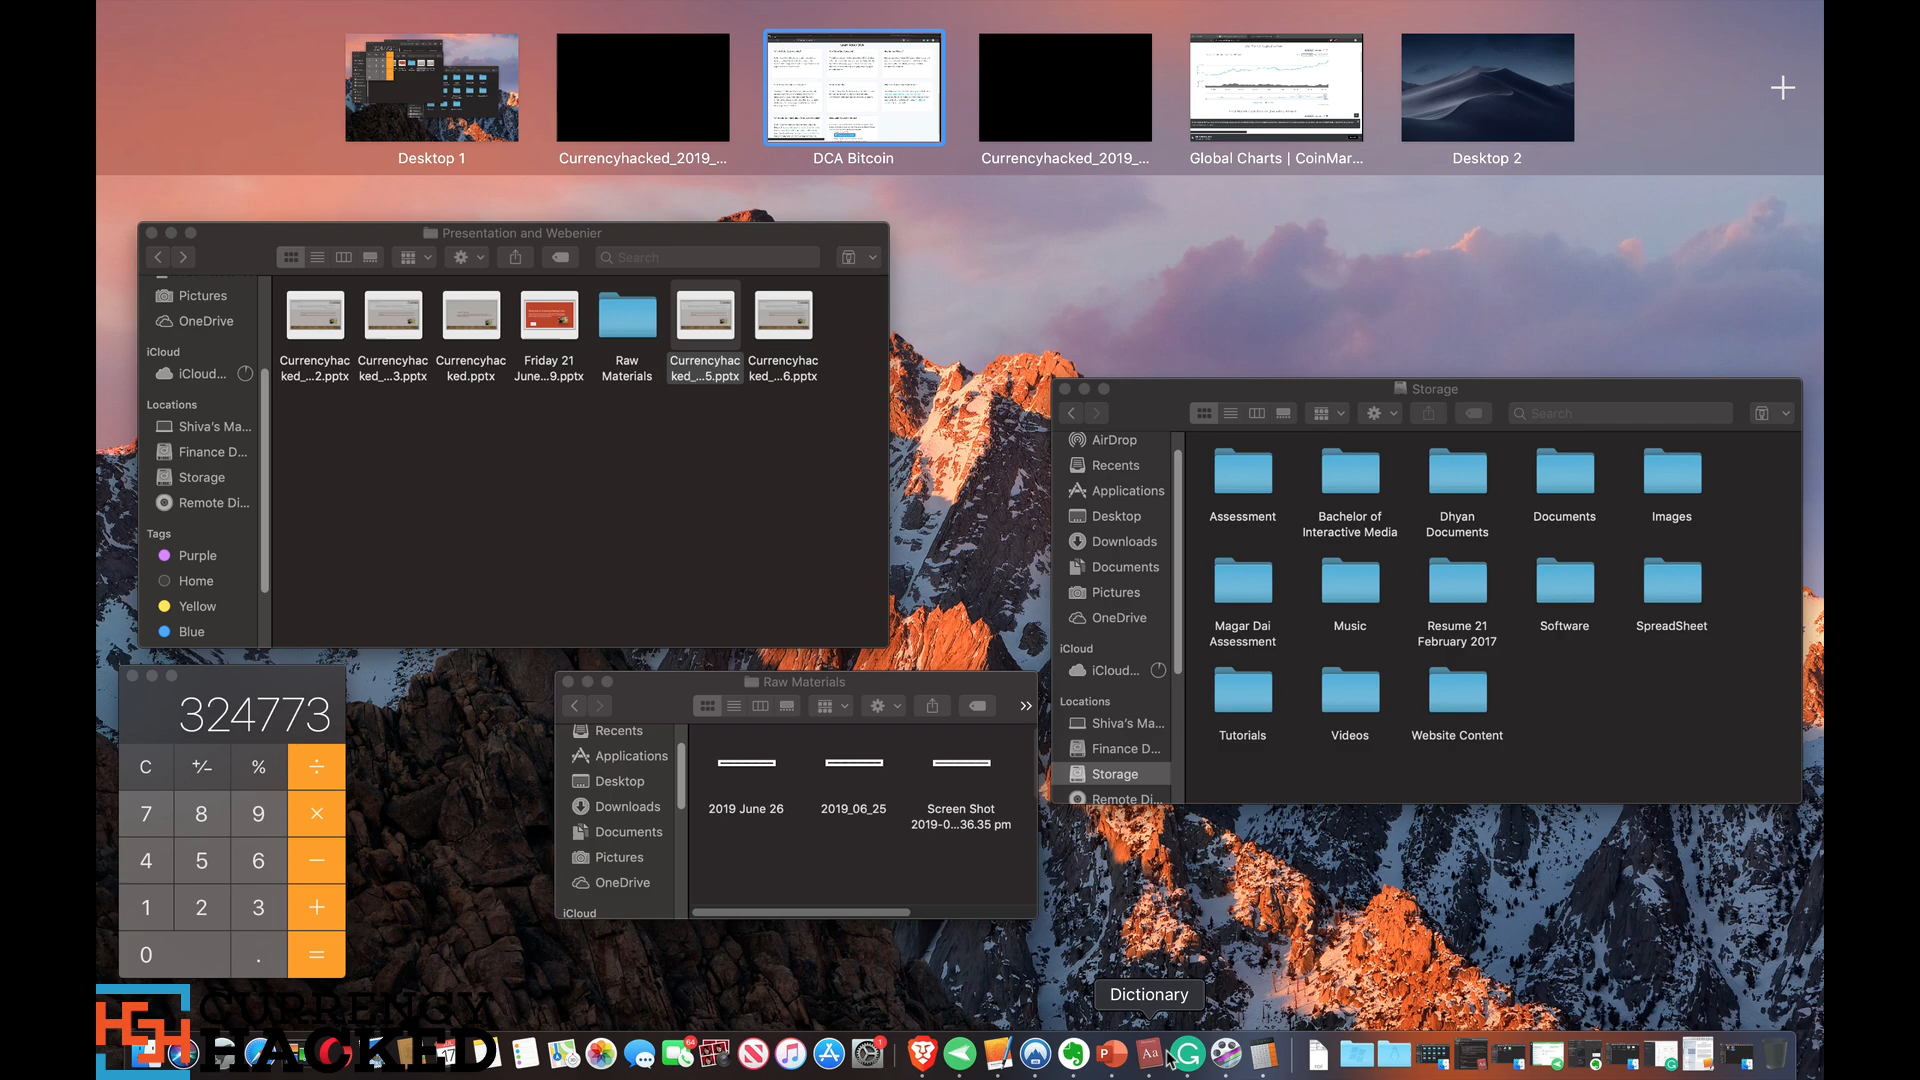 Desktop 1
Currencyhacked_2019_...
DCA Bitcoin
Currencyhacked_2019_...
Global Charts | CoinMar...
Desktop 2
Presentation and Webenier
Search
Pictures
OneDrive
iCloud
iCloud...
Locations
Shiva's Ma...
Finance D...
Storage
Remote Di...
Tags
Purple
Home
Yellow
Blue
Currencyhac
ked_...2.pptx
Currencyhac
ked_...3.pptx
Currencyhac
ked.pptx
Friday 21
June...9.pptx
Raw
Materials
Currencyhac
ked_...5.pptx
Currencyhac
ked_...6.pptx
Storage
Search
AirDrop
Recents
Applications
Desktop
Downloads
Documents
Pictures
OneDrive
iCloud
iCloud...
Locations
Shiva's Ma...
Finance D...
Storage
Remote Di...
Assessment
Bachelor of
Interactive Media
Dhyan
Documents
Documents
Images
Magar Dai
Assessment
Music
Resume 21
February 2017
Software
SpreadSheet
Tutorials
Videos
Website Content
324773
C +/- % ÷
7 8 9 ×
4 5 6 −
1 2 3 +
0 . =
Raw Materials
Recents
Applications
Desktop
Downloads
Documents
Pictures
OneDrive
iCloud
2019 June 26
2019_06_25
Screen Shot
2019-0...36.35 pm
Dictionary
CURRENCY
HACKED
17
64
1
Aa